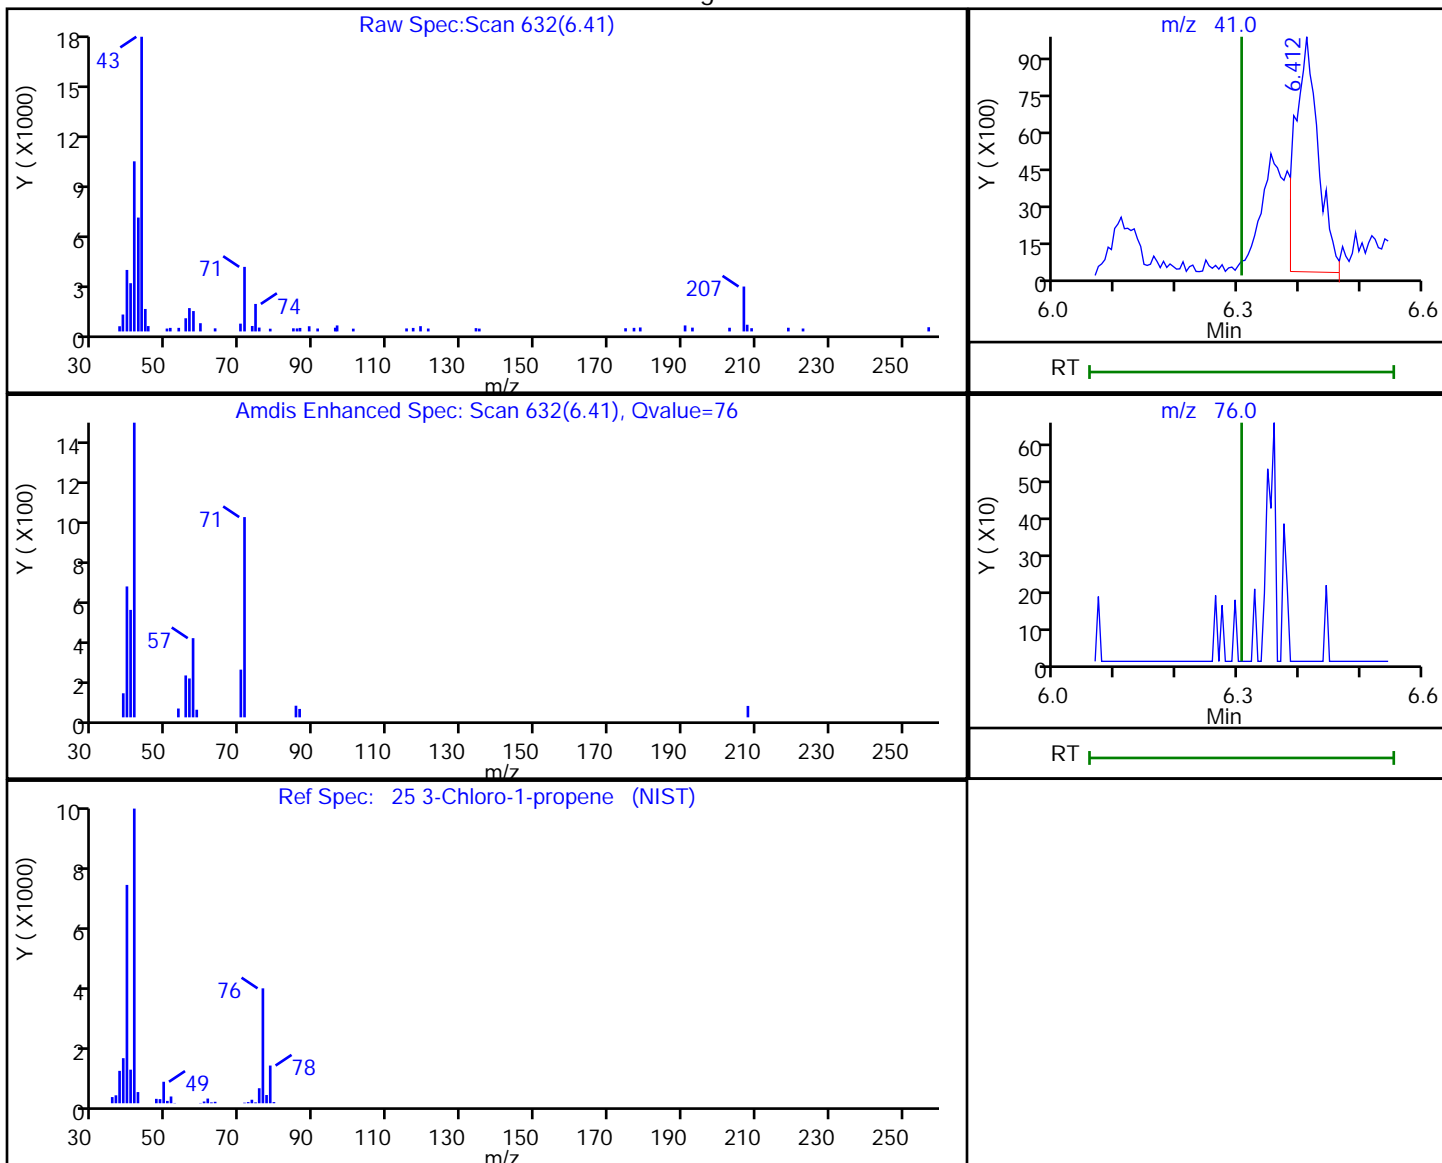 Raw Spec:Scan 632(6.41)
Y ( X1000)
18
15
12
9
6
3
0
43
71
74
207
30 50 70 90 110 130 150 170 190 210 230 250
m/z
m/z 41.0
Y ( X100)
90
75
60
45
30
15
0
6.412
6.0 6.3 6.6
Min
RT
Amdis Enhanced Spec: Scan 632(6.41), Qvalue=76
Y ( X100)
14
12
10
8
6
4
2
0
57
71
30 50 70 90 110 130 150 170 190 210 230 250
m/z
m/z 76.0
Y ( X10)
60
50
40
30
20
10
0
6.0 6.3 6.6
Min
RT
Ref Spec: 25 3-Chloro-1-propene (NIST)
Y ( X1000)
10
8
6
4
2
0
49
76
78
30 50 70 90 110 130 150 170 190 210 230 250
m/z